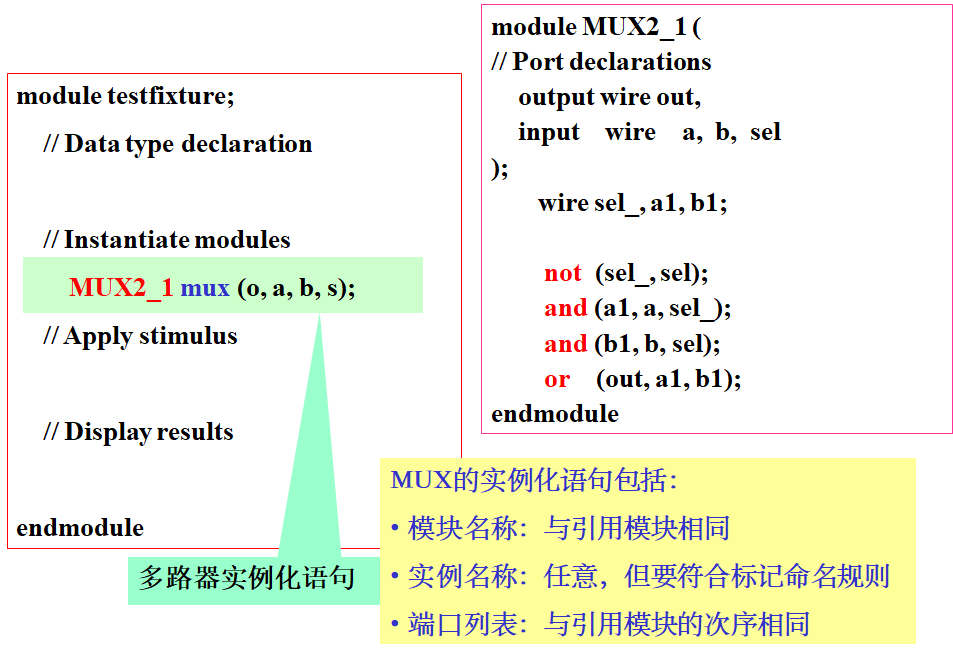 module testfixture;
// Data type declaration
// Instantiate modules
MUX2_1 mux (o, a, b, s);
// Apply stimulus
// Display results
endmodule
多路器实例化语句
module MUX2_1 (
// Port declarations
output wire out,
input wire a, b, sel
);
wire sel_, a1, b1;
not (sel_, sel);
and (a1, a, sel_);
and (b1, b, sel);
or (out, a1, b1);
endmodule
MUX的实例化语句包括：
• 模块名称：与引用模块相同
• 实例名称：任意，但要符合标记命名规则
• 端口列表：与引用模块的次序相同